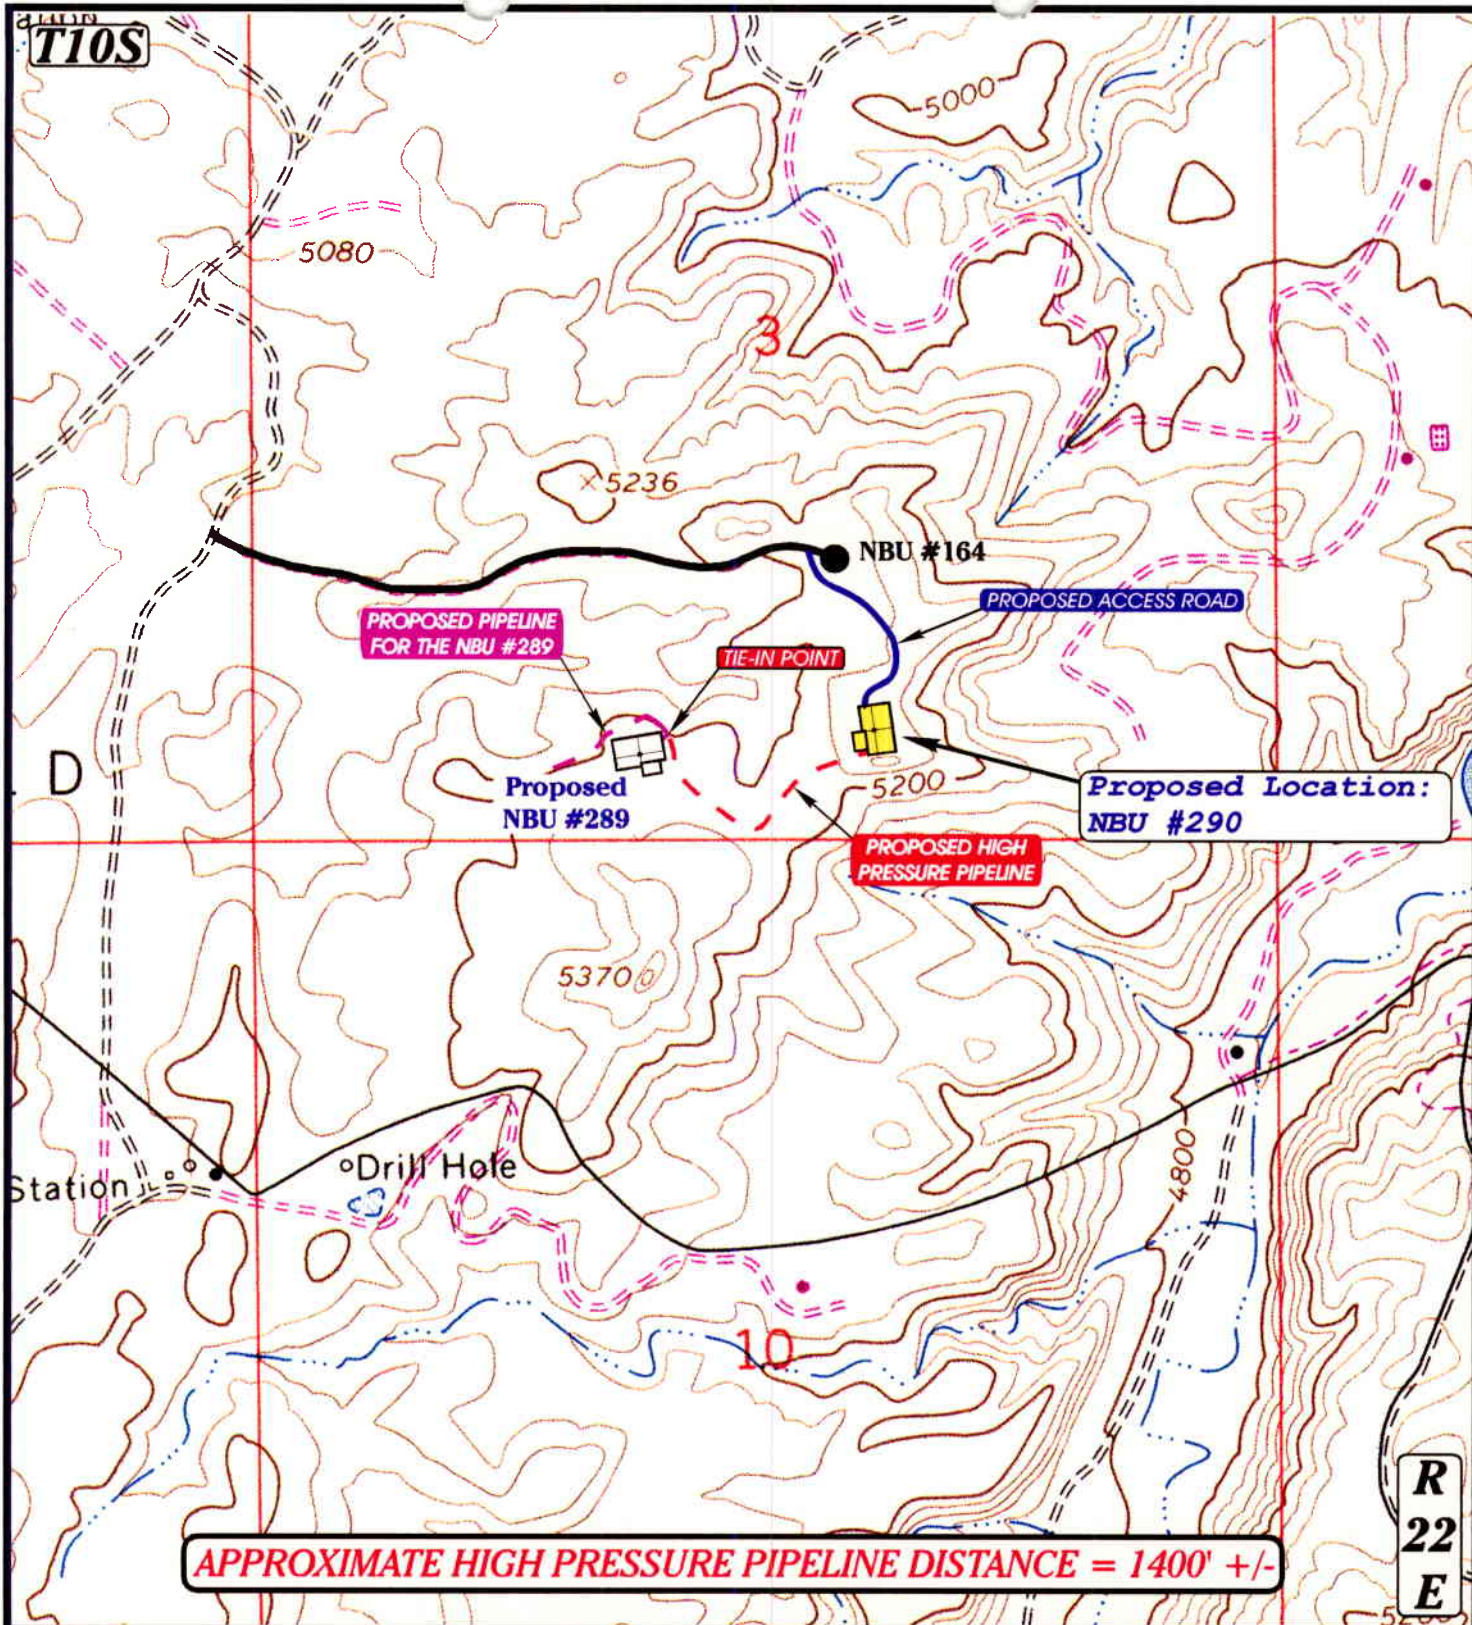 T10S
5000
5080
3
5236
NBU #164
PROPOSED ACCESS ROAD
PROPOSED PIPELINE
FOR THE NBU #289
TIE-IN POINT
D
Proposed
NBU #289
5200
Proposed Location:
NBU #290
PROPOSED HIGH
PRESSURE PIPELINE
5370
4800
Drill Hole
Station
10
APPROXIMATE HIGH PRESSURE PIPELINE DISTANCE = 1400' +/-
R
22
E